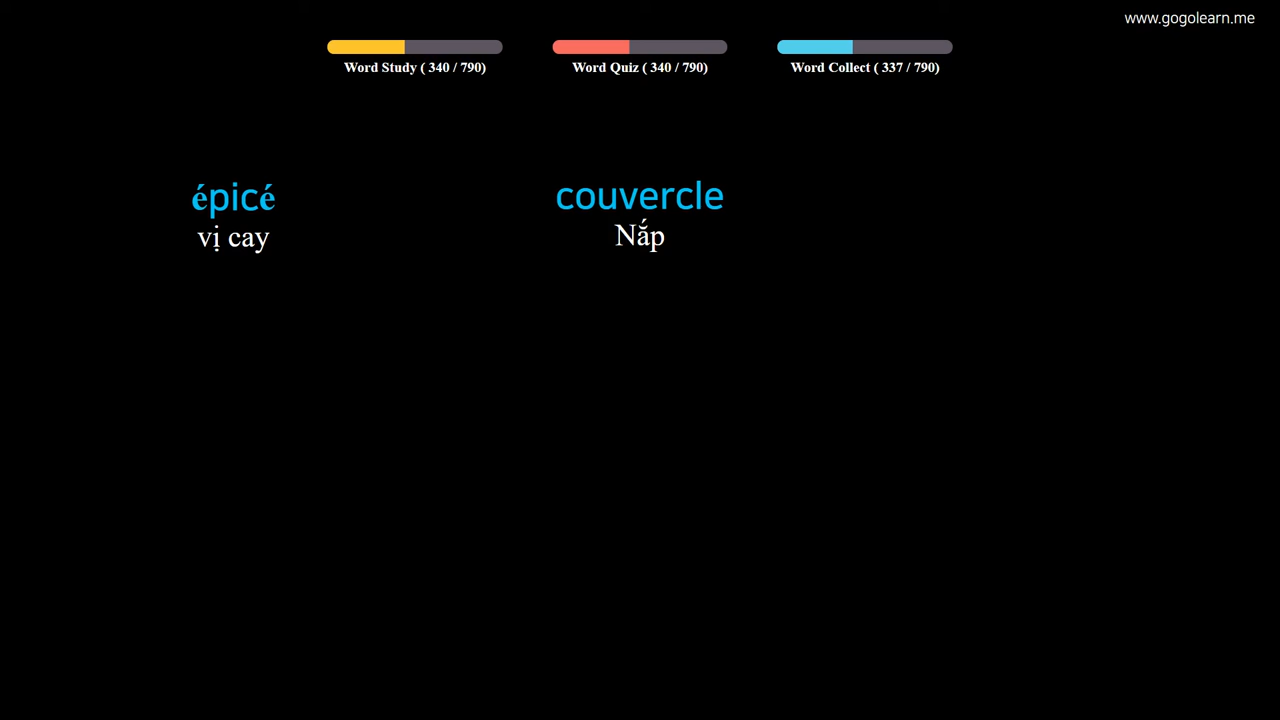 www.gogolearn.me
Word Study ( 340 / 790)
Word Quiz ( 340 / 790)
Word Collect ( 337 / 790)
épicé
vị cay
couvercle
Nắp